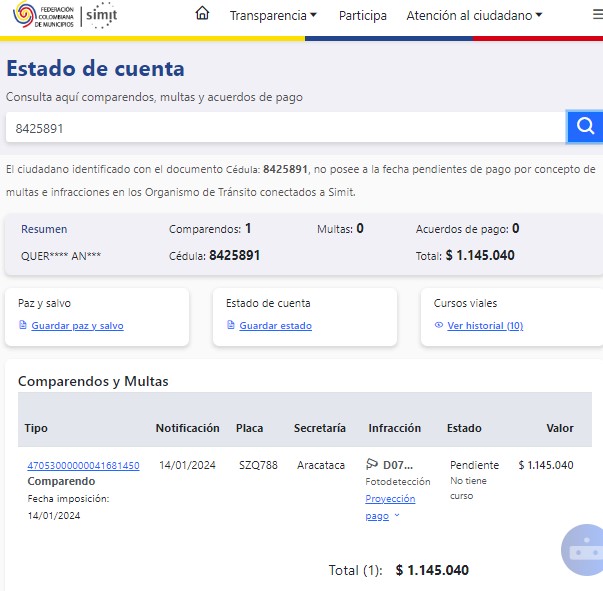 FEDERACIÓN
COLOMBIANA
DE MUNICIPIOS
simit
Transparencia
Participa
Atención al ciudadano
Estado de cuenta
Consulta aquí comparendos, multas y acuerdos de pago
8425891
El ciudadano identificado con el documento Cédula: 8425891, no posee a la fecha pendientes de pago por concepto de
multas e infracciones en los Organismo de Tránsito conectados a Simit.
Resumen Comparendos: 1 Multas: 0 Acuerdos de pago: 0
QUER**** AN*** Cédula: 8425891 Total: $ 1.145.040
Paz y salvo
Guardar paz y salvo
Estado de cuenta
Guardar estado
Cursos viales
Ver historial (10)
Comparendos y Multas
Tipo Notificación Placa Secretaría Infracción Estado Valor
47053000000041681450 14/01/2024 SZQ788 Aracataca D07... Pendiente $ 1.145.040
Comparendo Fotodetección No tiene
Fecha imposición: Proyección curso
14/01/2024 pago
Total (1): $ 1.145.040